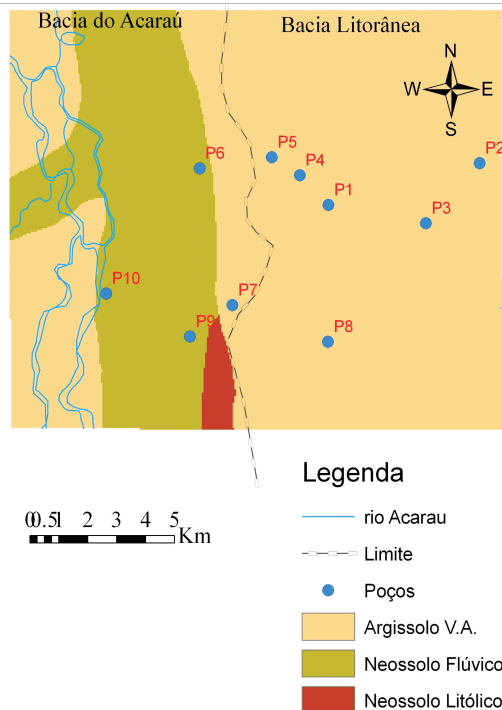 Bacia do Acaraú
Bacia Litorânea
N
W E
S
P5
P2
P6
P4
P1
P3
P10
P7
P9
P8
Legenda
rio Acarau
Limite
Poços
Argissolo V.A.
Neossolo Flúvico
Neossolo Litólico
0 0.5 1 2 3 4 5
Km